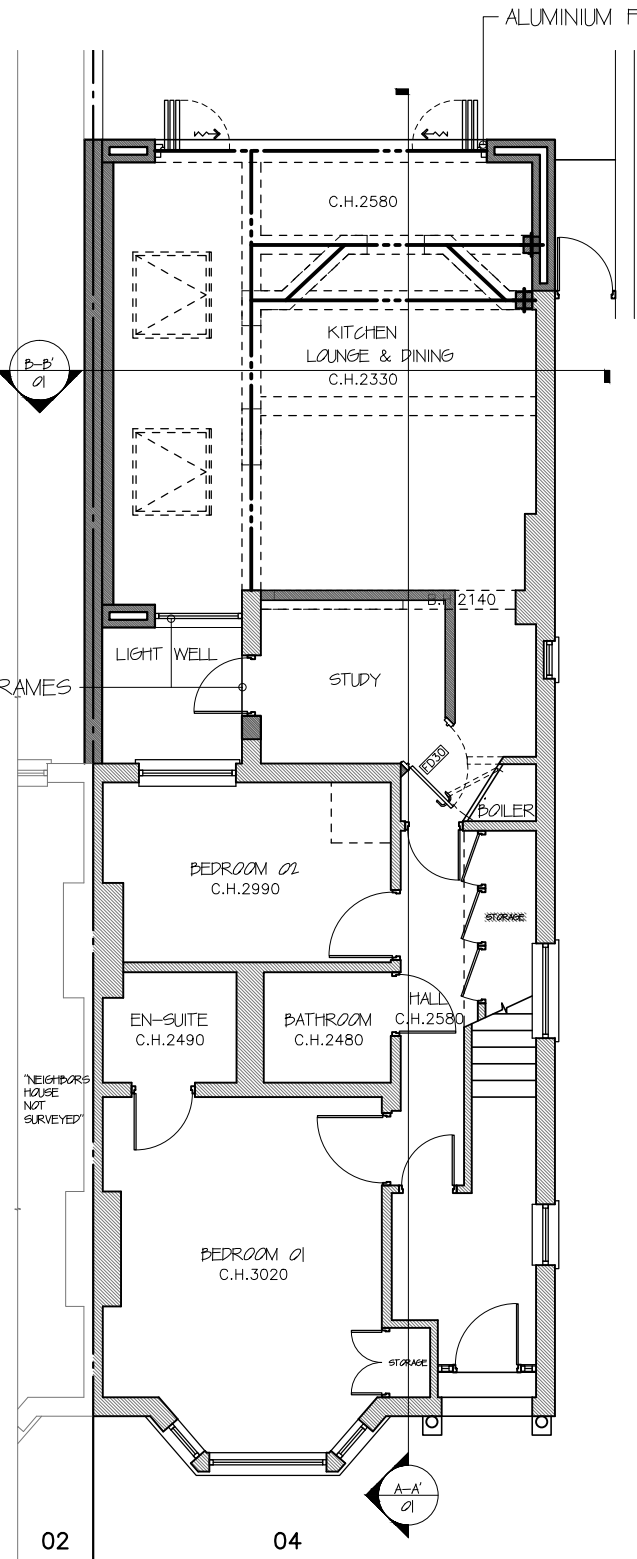 ALUMINIUM F
C.H.2580
KITCHEN
LOUNGE & DINING
C.H.2330
B-B'
01
B.H.2140
LIGHT WELL
STUDY
RAMES
FD30
BOILER
BEDROOM 02
C.H.2990
STORAGE
HALL
C.H.2580
EN-SUITE
C.H.2490
BATHROOM
C.H.2480
"NEIGHBORS
HOUSE
NOT
SURVEYED"
BEDROOM 01
C.H.3020
STORAGE
A-A'
01
02
04